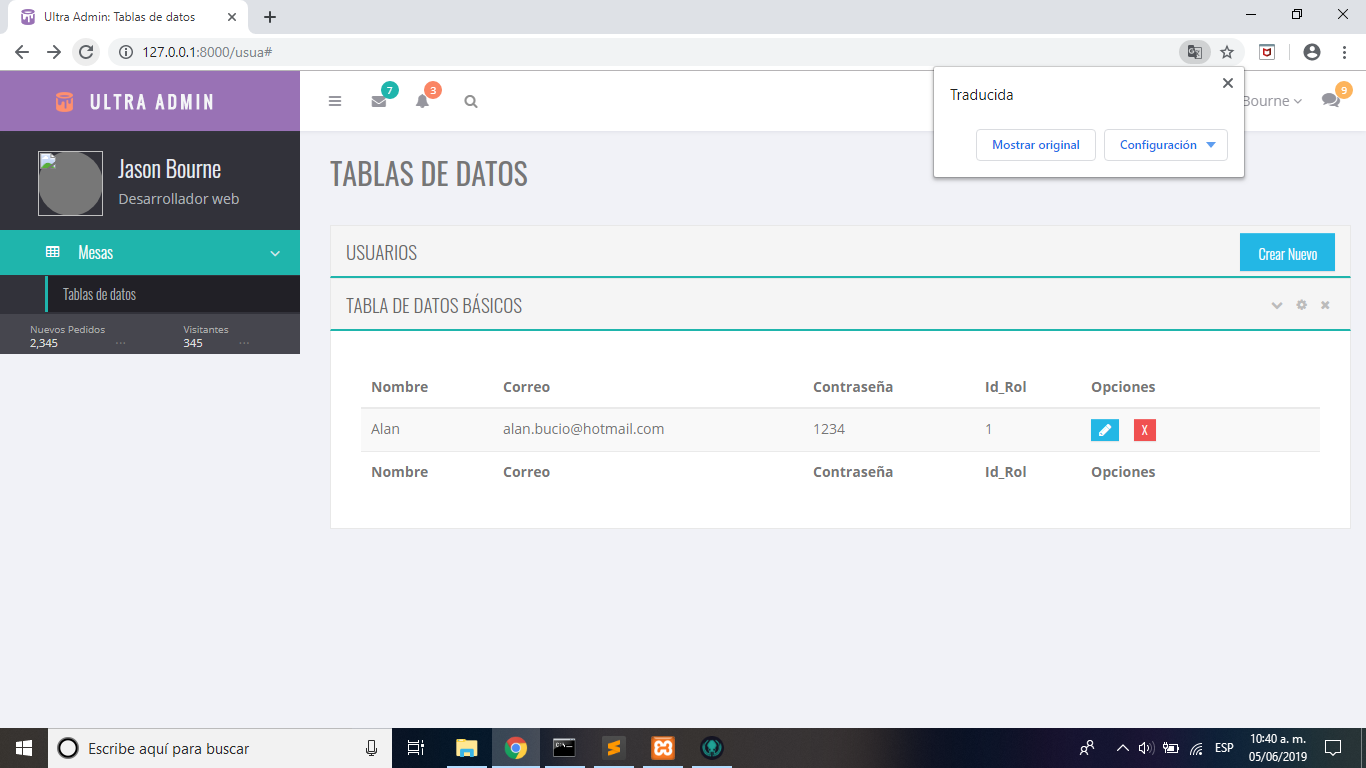 Ultra Admin: Tablas de datos
127.0.0.1:8000/usua#
ULTRA ADMIN
7
3
Bourne
9
Traducida
Mostrar original
Configuración
Jason Bourne
Desarrollador web
Mesas
Tablas de datos
Nuevos Pedidos
2,345
Visitantes
345
TABLAS DE DATOS
USUARIOS
Crear Nuevo
TABLA DE DATOS BÁSICOS
Nombre Correo Contraseña Id_Rol Opciones
Alan alan.bucio@hotmail.com 1234 1 X
Nombre Correo Contraseña Id_Rol Opciones
Escribe aquí para buscar
ESP
10:40 a. m.
05/06/2019